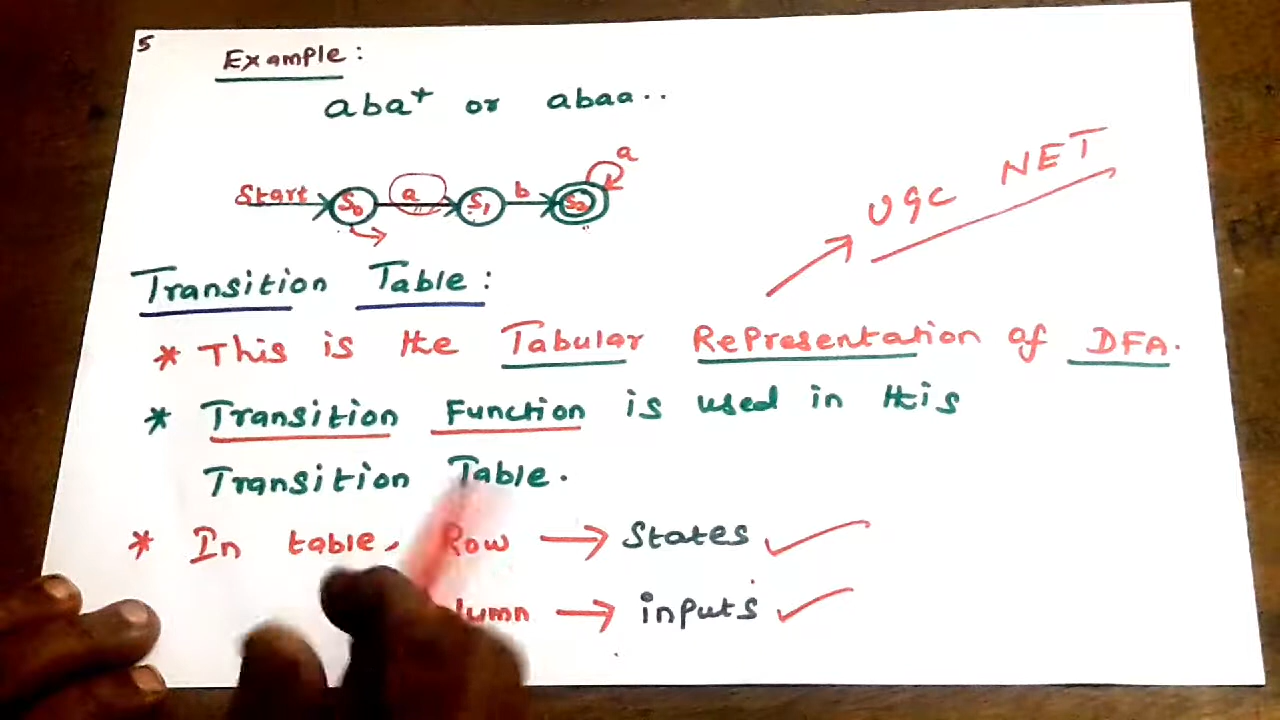 5
Example:
aba+ or abaa..
Start S0 a S1 b S2 a
UGC NET
Transition Table:
* This is the Tabular Representation of DFA.
* Transition Function is used in this
Transition Table.
* In table, Row → States ✓
lumn → inputs ✓